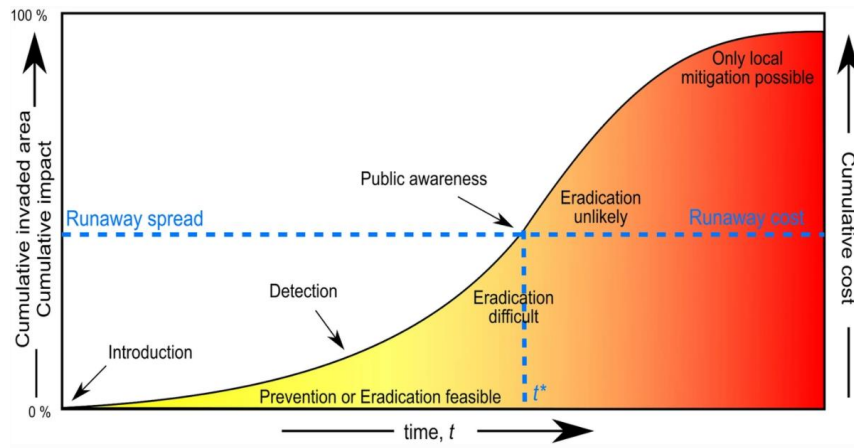 100 %
Cumulative invaded area
Cumulative impact
Only local
mitigation possible
Cumulative cost
Public awareness
Eradication
unlikely
Runaway spread
Runaway cost
Detection
Eradication
difficult
Introduction
Prevention or Eradication feasible
t*
0 %
time, t